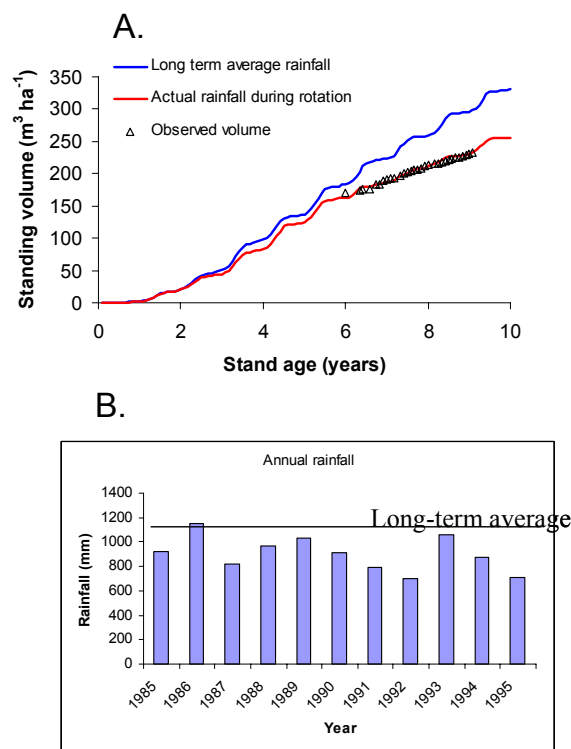 A.
Standing volume (m³ ha⁻¹)
350
300
250
200
150
100
50
0
Long term average rainfall
Actual rainfall during rotation
Observed volume
0 2 4 6 8 10
Stand age (years)
B.
Annual rainfall
Rainfall (mm)
1400
1200
1000
800
600
400
200
0
Long-term average
1985 1986 1987 1988 1989 1990 1991 1992 1993 1994 1995
Year